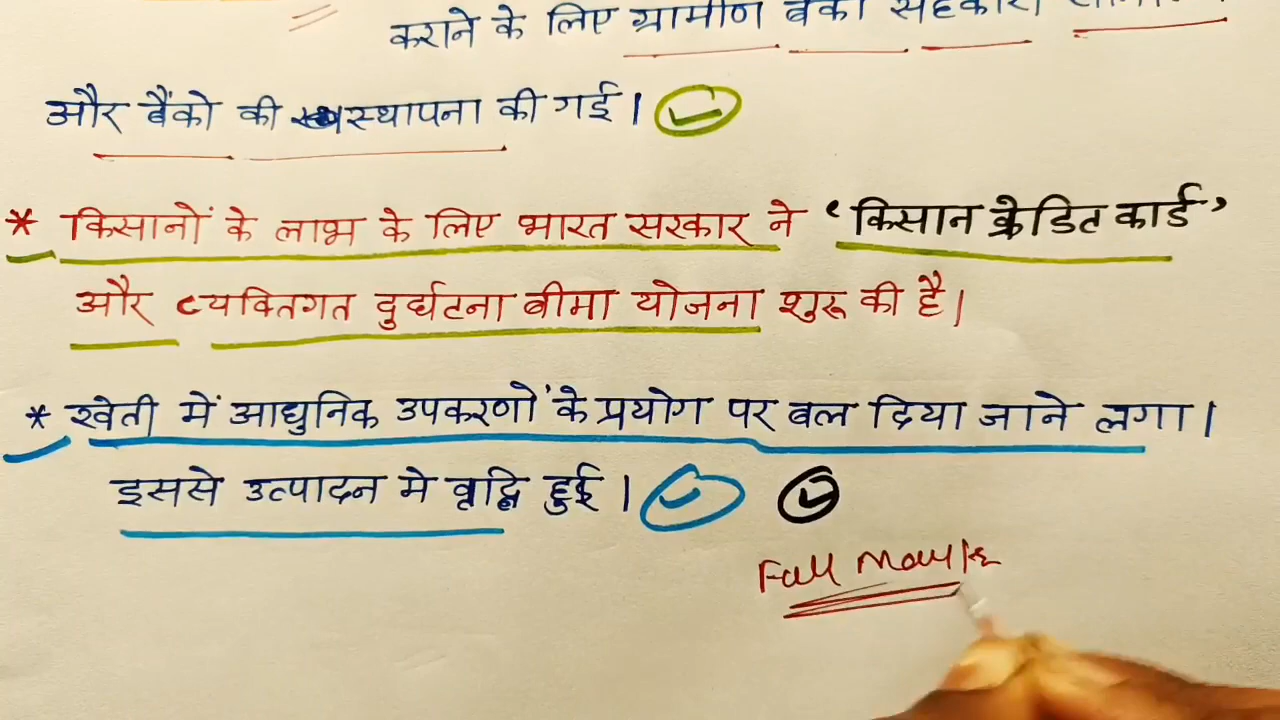 कराने के लिए ग्रामीण बैंकों सहकारी
और बैंको की स्थापना की गई।
* किसानों के लाभ के लिए भारत सरकार ने 'किसान क्रेडिट कार्ड'
और व्यक्तिगत दुर्घटना बीमा योजना शुरू की है।
* खेती में आधुनिक उपकरणों के प्रयोग पर बल दिया जाने लगा।
इससे उत्पादन मे वृद्धि हुई।
Full Marks